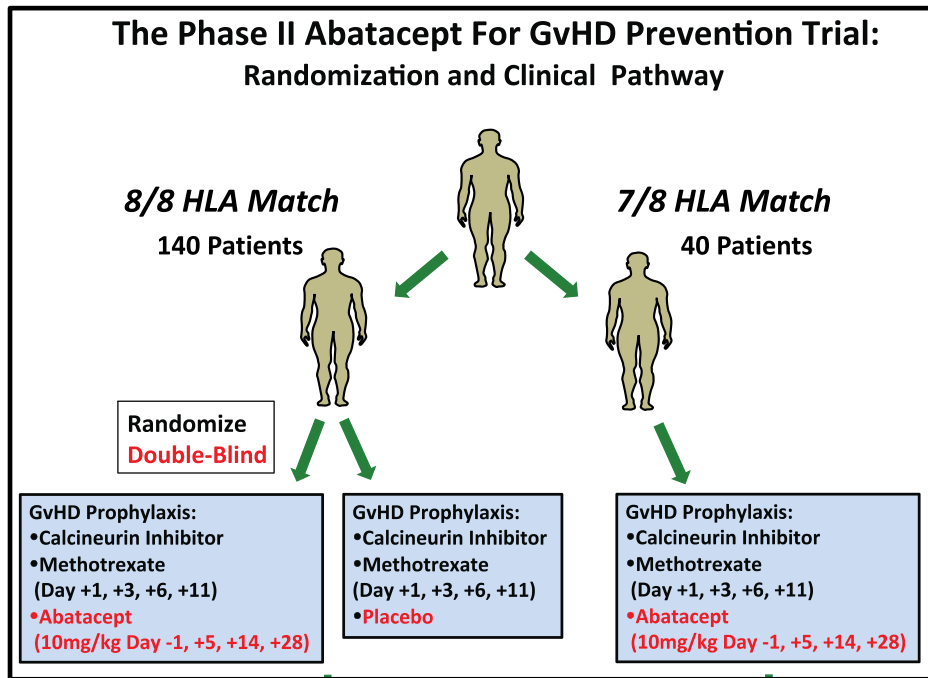 The Phase II Abatacept For GvHD Prevention Trial:
Randomization and Clinical Pathway
8/8 HLA Match
140 Patients
7/8 HLA Match
40 Patients
Randomize
Double-Blind
GvHD Prophylaxis:
•Calcineurin Inhibitor
•Methotrexate
(Day +1, +3, +6, +11)
•Abatacept
(10mg/kg Day -1, +5, +14, +28)
GvHD Prophylaxis:
•Calcineurin Inhibitor
•Methotrexate
(Day +1, +3, +6, +11)
•Placebo
GvHD Prophylaxis:
•Calcineurin Inhibitor
•Methotrexate
(Day +1, +3, +6, +11)
•Abatacept
(10mg/kg Day -1, +5, +14, +28)